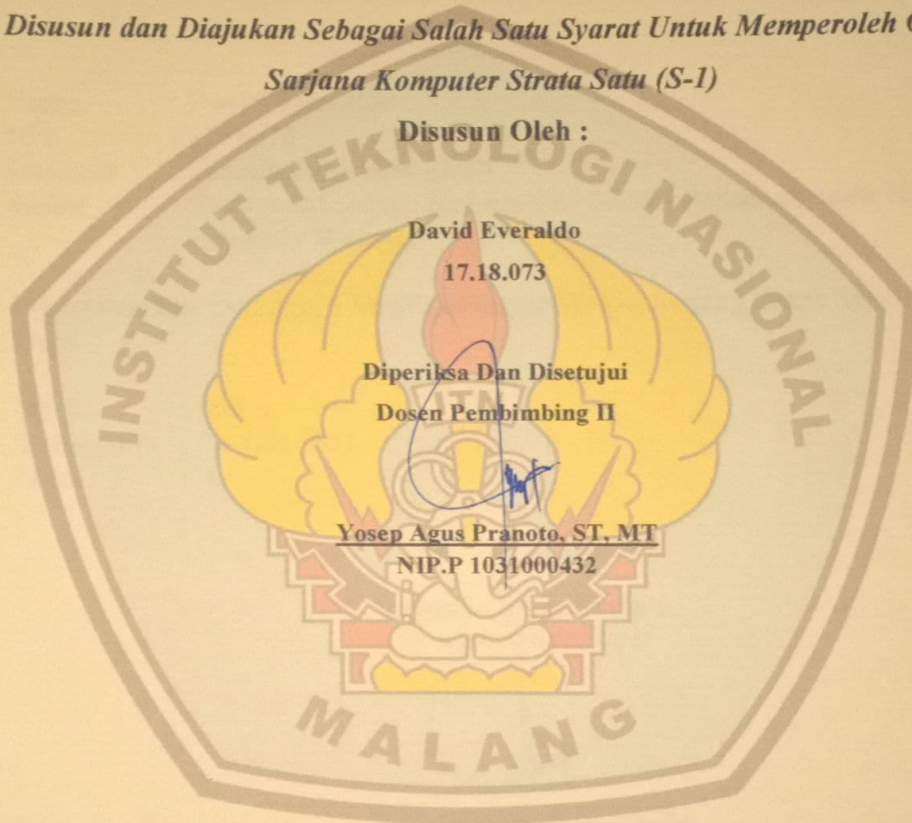 Disusun dan Diajukan Sebagai Salah Satu Syarat Untuk Memperoleh
Sarjana Komputer Strata Satu (S-1)
Disusun Oleh :
INSTITUT TEKNOLOGI NASIONAL
David Everaldo
17.18.073
Diperiksa Dan Disetujui
ITN
Dosen Pembimbing II
Yosep Agus Pranoto, ST, MT
NIP.P 1031000432
MALANG